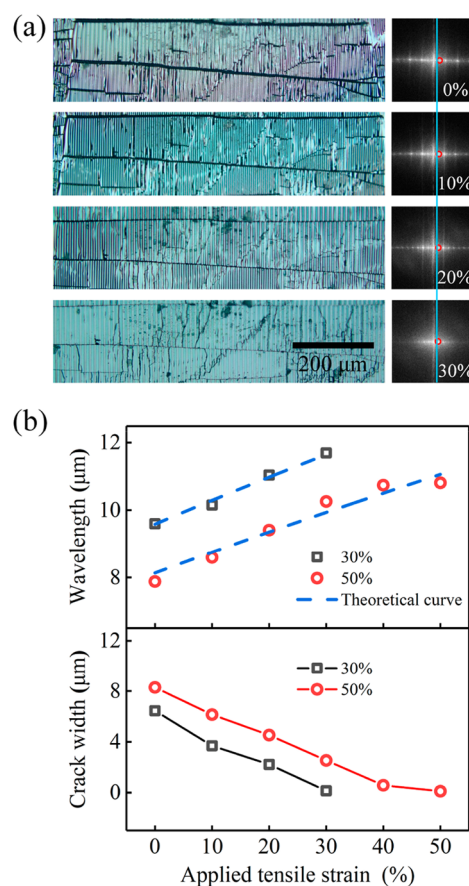 (a)
0%
10%
20%
200 μm
30%
(b)
12
10
8
Wavelength (μm)
30%
50%
Theoretical curve
12
8
4
0
Crack width (μm)
30%
50%
0 10 20 30 40 50
Applied tensile strain (%)